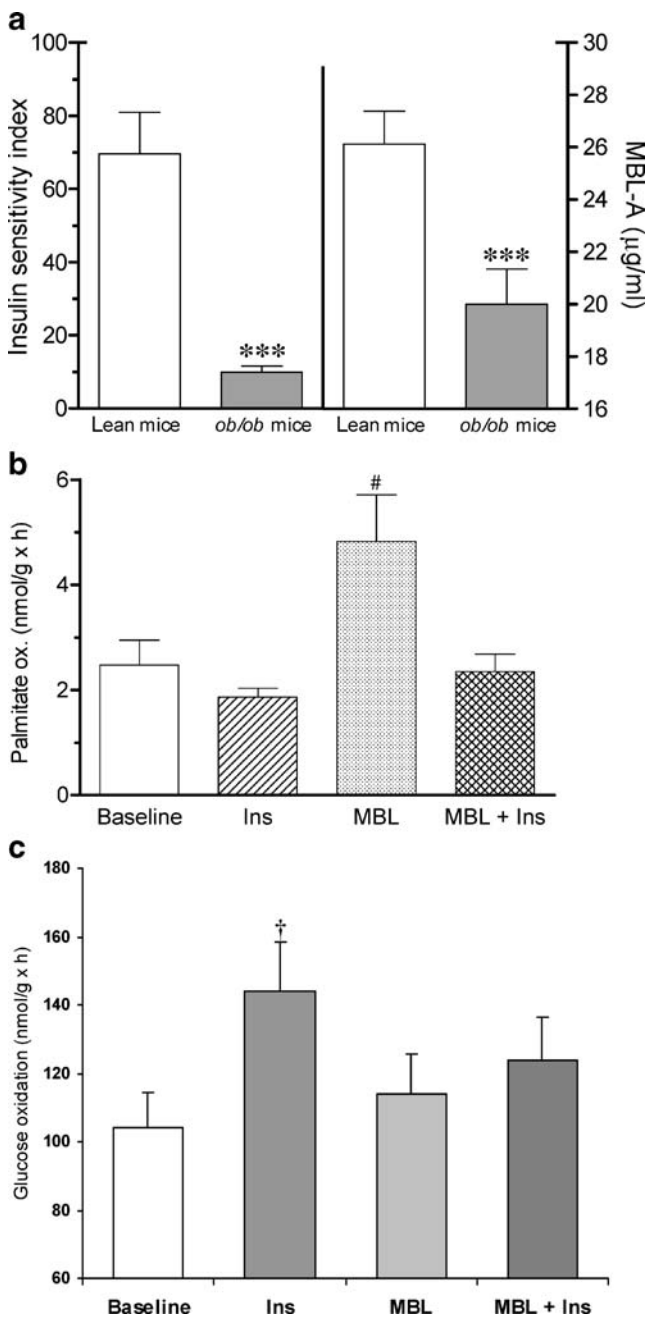 a
100
80
60
40
20
0
Insulin sensitivity index
***
Lean mice
ob/ob mice
***
Lean mice
ob/ob mice
30
28
26
22
20
18
16
MBL-A (µg/ml)
b
6
4
2
0
Palmitate ox. (nmol/g x h)
#
Baseline
Ins
MBL
MBL + Ins
c
180
160
140
120
100
80
60
Glucose oxidation (nmol/g x h)
†
Baseline
Ins
MBL
MBL + Ins